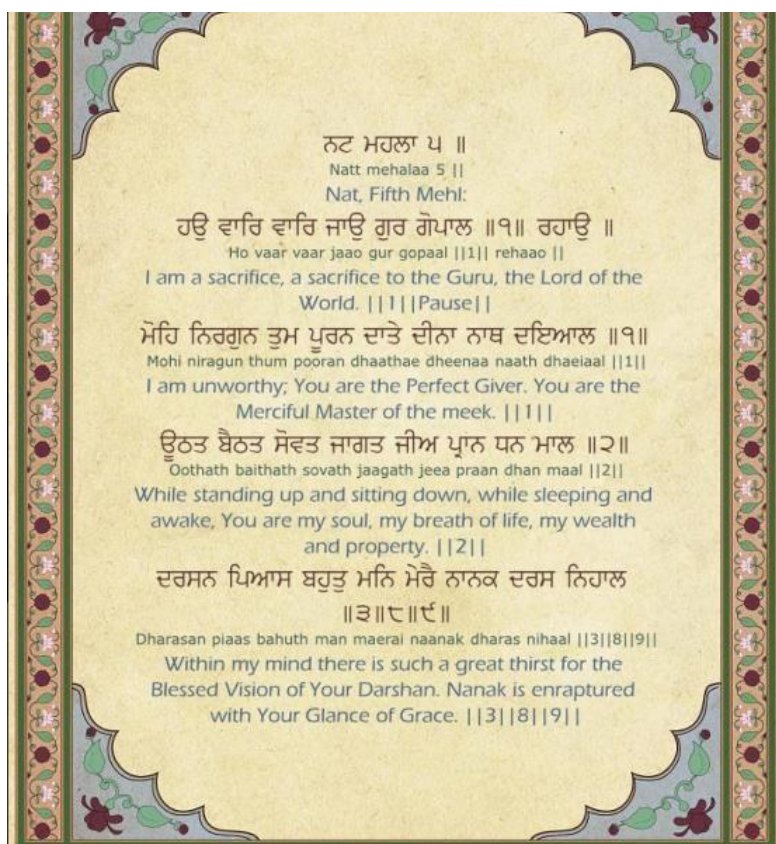 ਨਟ ਮਹਲਾ ੫ ॥
Natt mehalaa 5 ||
Nat, Fifth Mehl:
ਹਉ ਵਾਰਿ ਵਾਰਿ ਜਾਉ ਗੁਰ ਗੋਪਾਲ ॥੧॥ ਰਹਾਉ ॥
Ho vaar vaar jaao gur gopaal ||1|| rehaao ||
I am a sacrifice, a sacrifice to the Guru, the Lord of the
World. ||1||Pause||
ਮੋਹਿ ਨਿਰਗੁਨ ਤੁਮ ਪੂਰਨ ਦਾਤੇ ਦੀਨਾ ਨਾਥ ਦਇਆਲ ॥੧॥
Mohi niragun thum pooran dhaathae dheenaa naath dhaeiaal ||1||
I am unworthy; You are the Perfect Giver. You are the
Merciful Master of the meek. ||1||
ਊਠਤ ਬੈਠਤ ਸੋਵਤ ਜਾਗਤ ਜੀਅ ਪ੍ਰਾਨ ਧਨ ਮਾਲ ॥੨॥
Oothath baithath sovath jaagath jeea praan dhan maal ||2||
While standing up and sitting down, while sleeping and
awake, You are my soul, my breath of life, my wealth
and property. ||2||
ਦਰਸਨ ਪਿਆਸ ਬਹੁਤੁ ਮਨਿ ਮੇਰੈ ਨਾਨਕ ਦਰਸ ਨਿਹਾਲ
॥੩॥੮॥੯॥
Dharasan piaas bahuth man maerai naanak dharas nihaal ||3||8||9||
Within my mind there is such a great thirst for the
Blessed Vision of Your Darshan. Nanak is enraptured
with Your Glance of Grace. ||3||8||9||